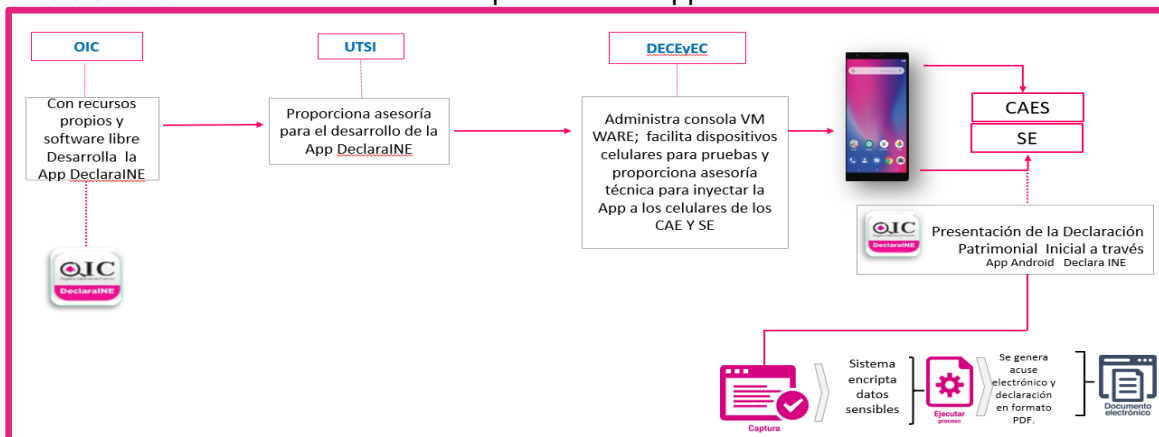 OIC
Con recursos
propios y
software libre
Desarrolla la
App DeclaraINE
OIC
DeclaraINE
UTSI
Proporciona asesoría
para el desarrollo de la
App DeclaraINE
DECEyEC
Administra consola VM
WARE; facilita dispositivos
celulares para pruebas y
proporciona asesoría
técnica para inyectar la
App a los celulares de los
CAE Y SE
CAES
SE
OIC
DeclaraINE
Presentación de la Declaración
Patrimonial Inicial a través
App Android Declara INE
Captura
Sistema
encripta
datos
sensibles
Ejecutar
proceso
Se genera
acuse
electrónico y
declaración
en formato
PDF.
Documento
electrónico